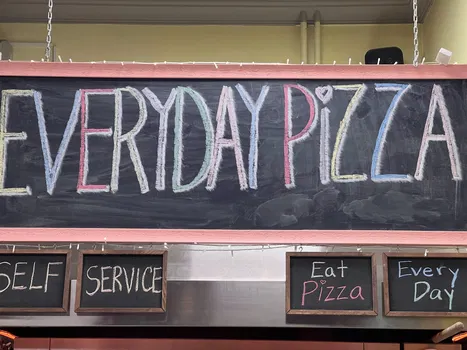 EVERYDAY PiZZA
SELF
SERVICE
Eat
Pizza
Every
Day